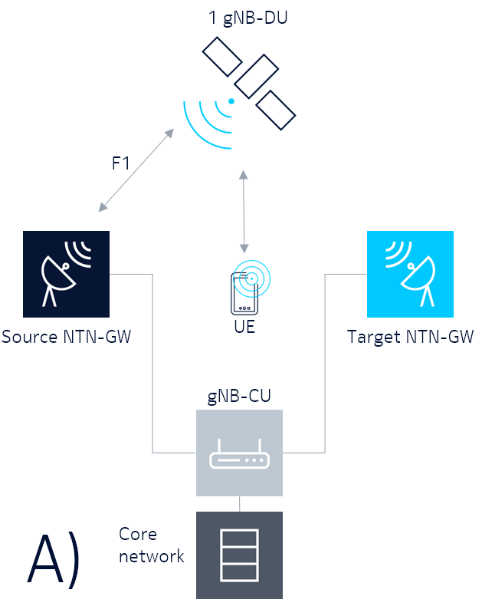 1 gNB-DU
F1
Source NTN-GW
UE
Target NTN-GW
gNB-CU
Core
network
A)